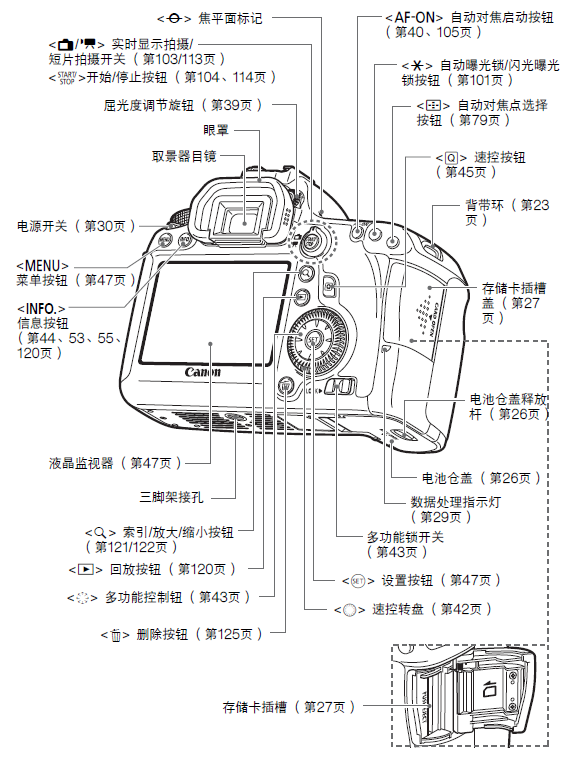 < > 焦平面标记
< / > 实时显示拍摄/
短片拍摄开关（第103/113页）
<START/STOP>开始/停止按钮（第104、114页）
屈光度调节旋钮（第39页）
眼罩
取景器目镜
电源开关（第30页）
<MENU>
菜单按钮（第47页）
<INFO.>
信息按钮
（第44、53、55、
120页）
<AF-ON> 自动对焦启动按钮
（第40、105页）
<✱> 自动曝光锁/闪光曝光
锁按钮（第101页）
< > 自动对焦点选择
按钮（第79页）
<Q> 速控按钮
（第45页）
背带环（第23
页）
存储卡插槽
盖（第27
页）
CARD OPEN
MENU
INFO
START/
STOP
Q
SET
Canon
LOCK▶
电池仓盖释放
杆（第26页）
电池仓盖（第26页）
数据处理指示灯
（第29页）
多功能锁开关
（第43页）
液晶监视器（第47页）
三脚架接孔
< > 索引/放大/缩小按钮
（第121/122页）
<▶> 回放按钮（第120页）
< > 多功能控制钮（第43页）
< > 删除按钮（第125页）
<SET> 设置按钮（第47页）
< > 速控转盘（第42页）
存储卡插槽（第27页）